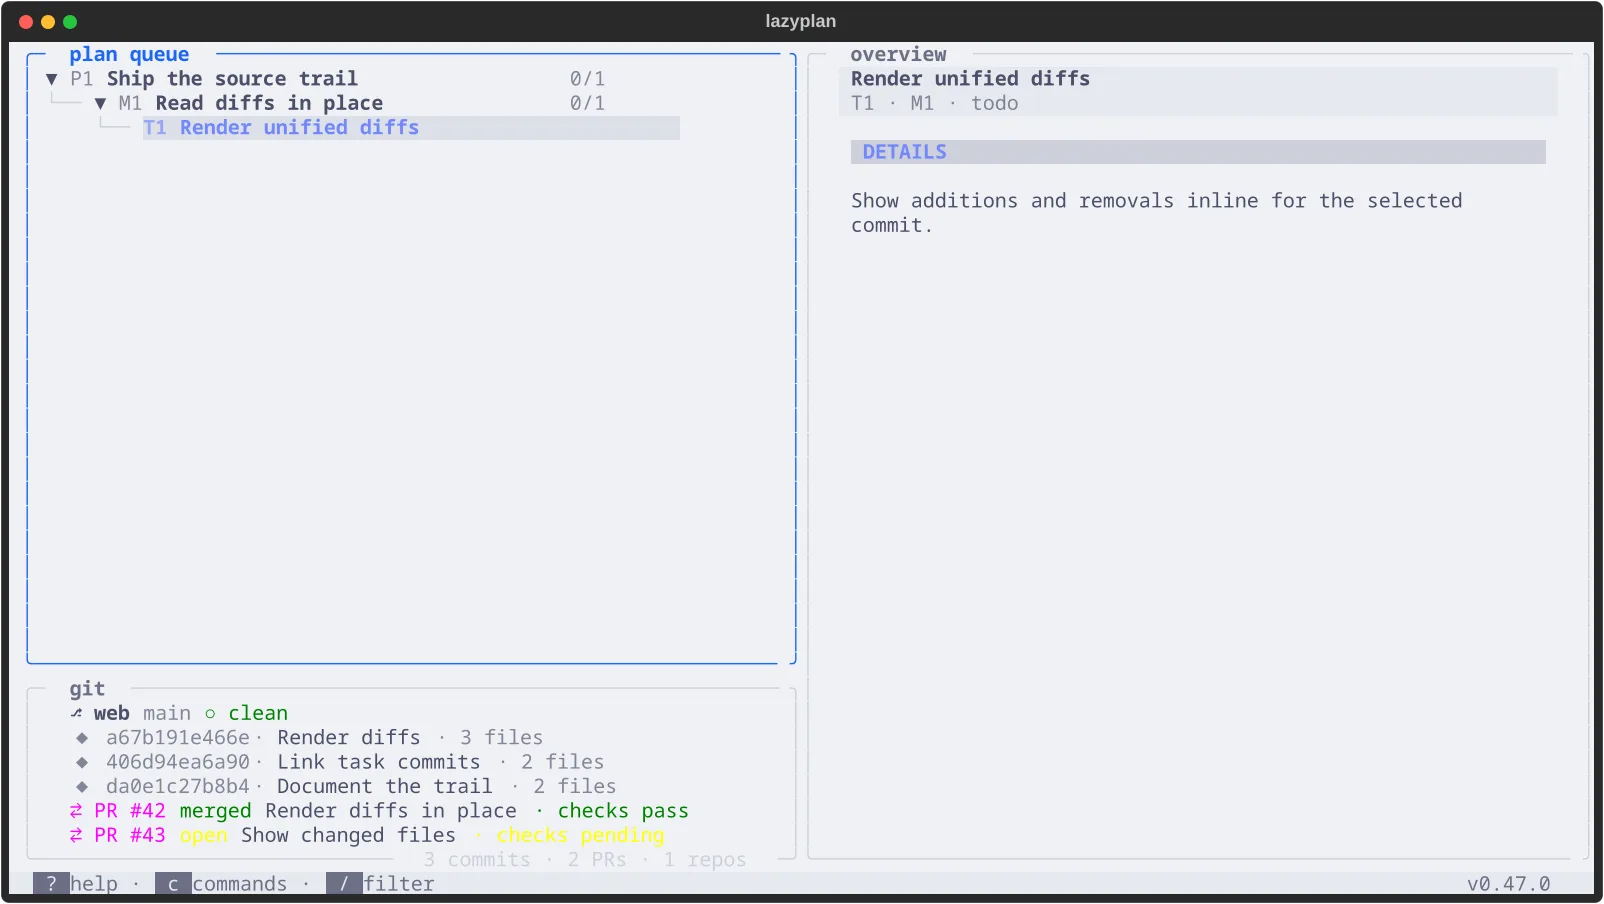 lazyplan
plan queue
▼ P1 Ship the source trail 0/1
▼ M1 Read diffs in place 0/1
T1 Render unified diffs
git
web main ○ clean
◆ a67b191e466e · Render diffs · 3 files
◆ 406d94ea6a90 · Link task commits · 2 files
◆ da0e1c27b8b4 · Document the trail · 2 files
⇄ PR #42 merged Render diffs in place · checks pass
⇄ PR #43 open Show changed files · checks pending
3 commits · 2 PRs · 1 repos
overview
Render unified diffs
T1 · M1 · todo
DETAILS
Show additions and removals inline for the selected
commit.
? help · c commands · / filter
v0.47.0